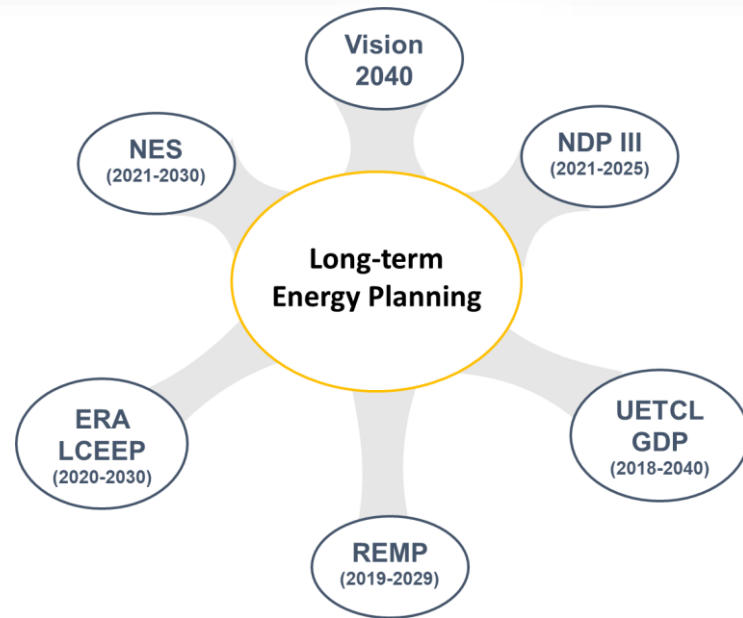 Vision
2040
NES
(2021-2030)
NDP III
(2021-2025)
Long-term
Energy Planning
ERA
LCEEP
(2020-2030)
UETCL
GDP
(2018-2040)
REMP
(2019-2029)